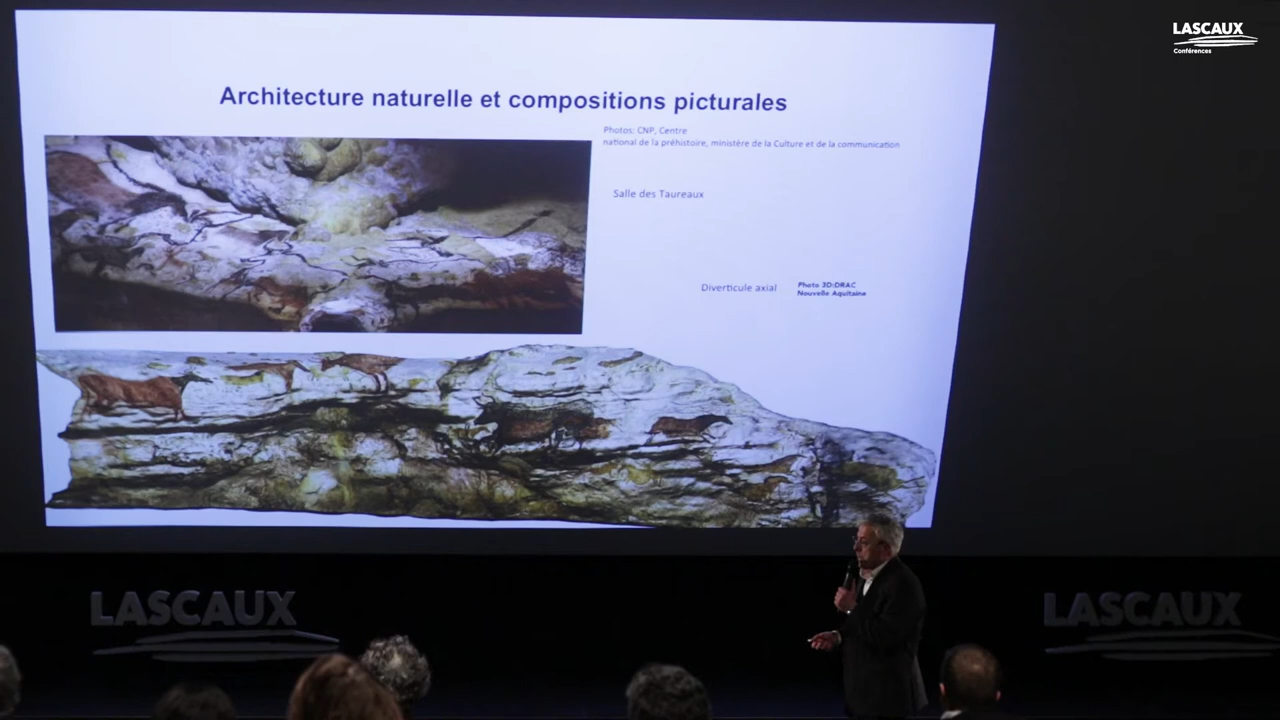 LASCAUX
Conférences
Architecture naturelle et compositions picturales
Photos: CNP, Centre
national de la préhistoire, ministère de la Culture et de la communication
Salle des Taureaux
Diverticule axial
Photo 3D:DRAC
Nouvelle Aquitaine
LASCAUX
LASCAUX